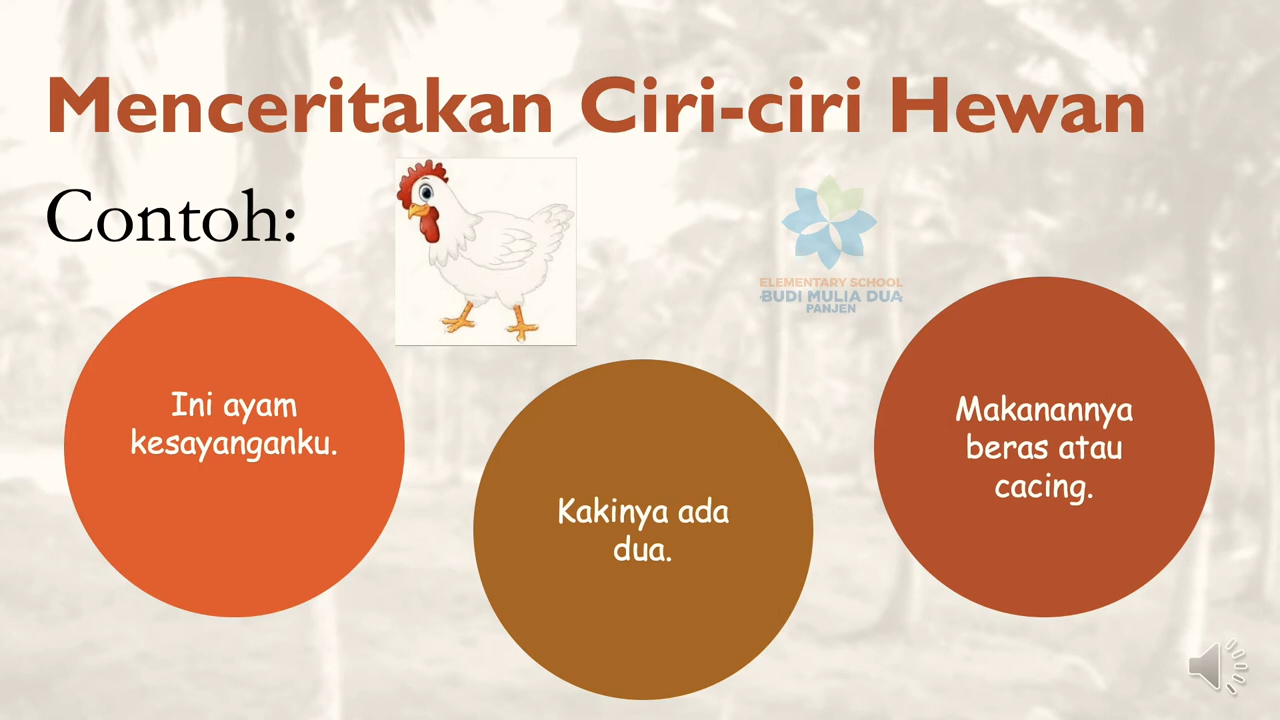 Menceritakan Ciri-ciri Hewan
Contoh:
ELEMENTARY SCHOOL
BUDI MULIA DUA
PANJEN
Ini ayam
kesayanganku.
Kakinya ada
dua.
Makanannya
beras atau
cacing.